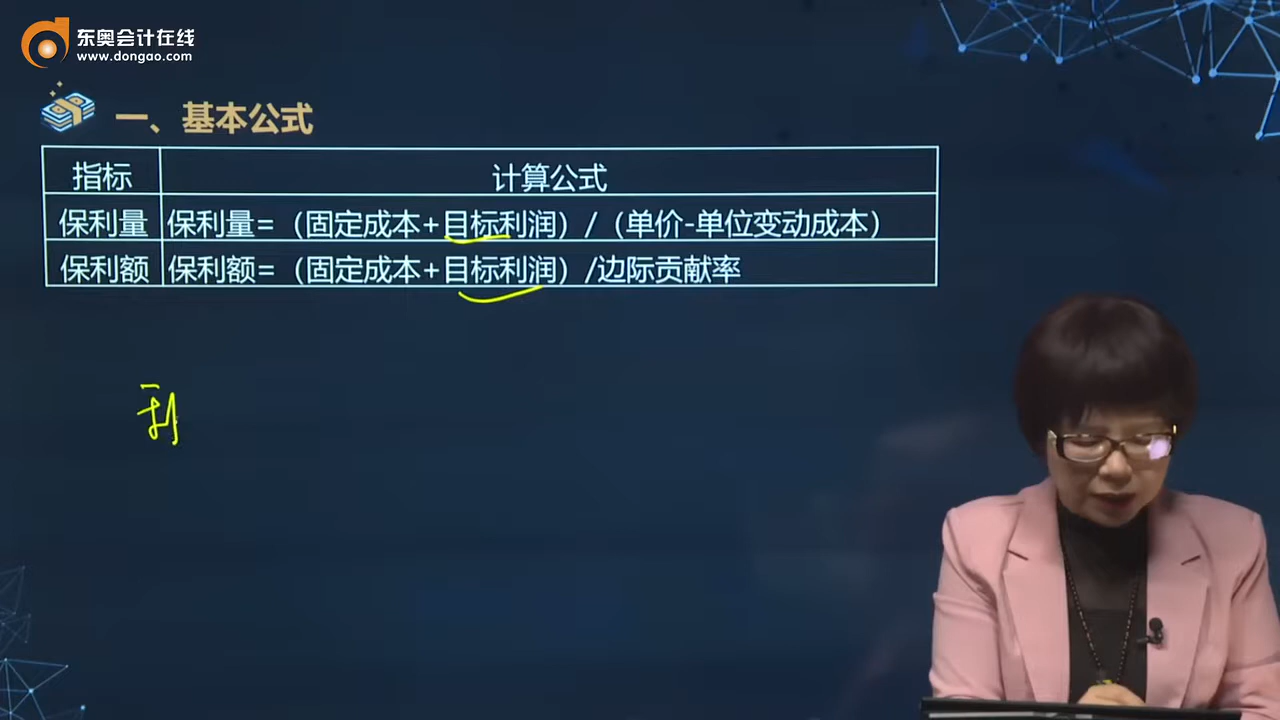 东奥会计在线
www.dongao.com
一、基本公式
指标 计算公式
保利量 保利量=（固定成本+目标利润）/（单价-单位变动成本）
保利额 保利额=（固定成本+目标利润）/边际贡献率